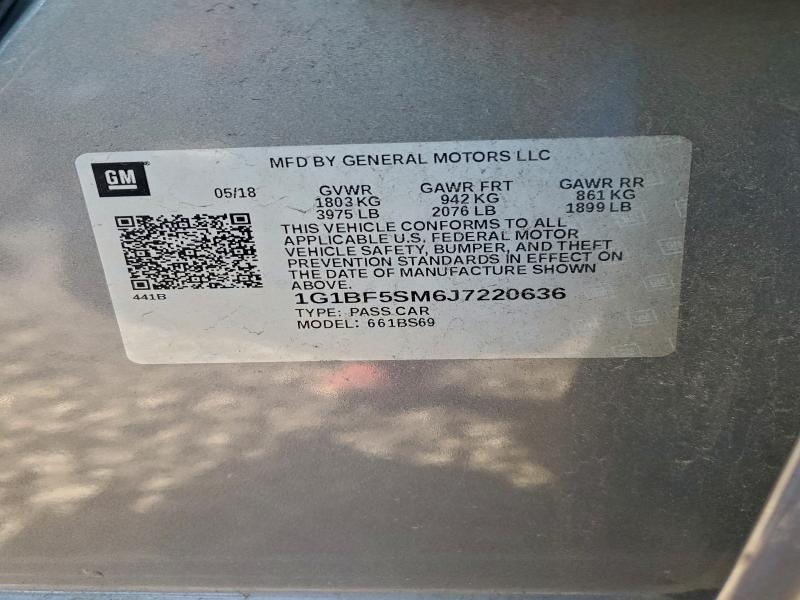 GM
MFD BY GENERAL MOTORS LLC
05/18
GVWR GAWR FRT GAWR RR
1803 KG 942 KG 861 KG
3975 LB 2076 LB 1899 LB
THIS VEHICLE CONFORMS TO ALL
APPLICABLE U.S. FEDERAL MOTOR
VEHICLE SAFETY, BUMPER, AND THEFT
PREVENTION STANDARDS IN EFFECT ON
THE DATE OF MANUFACTURE SHOWN
ABOVE.
441B
1G1BF5SM6J7220636
TYPE: PASS CAR
MODEL: 661BS69